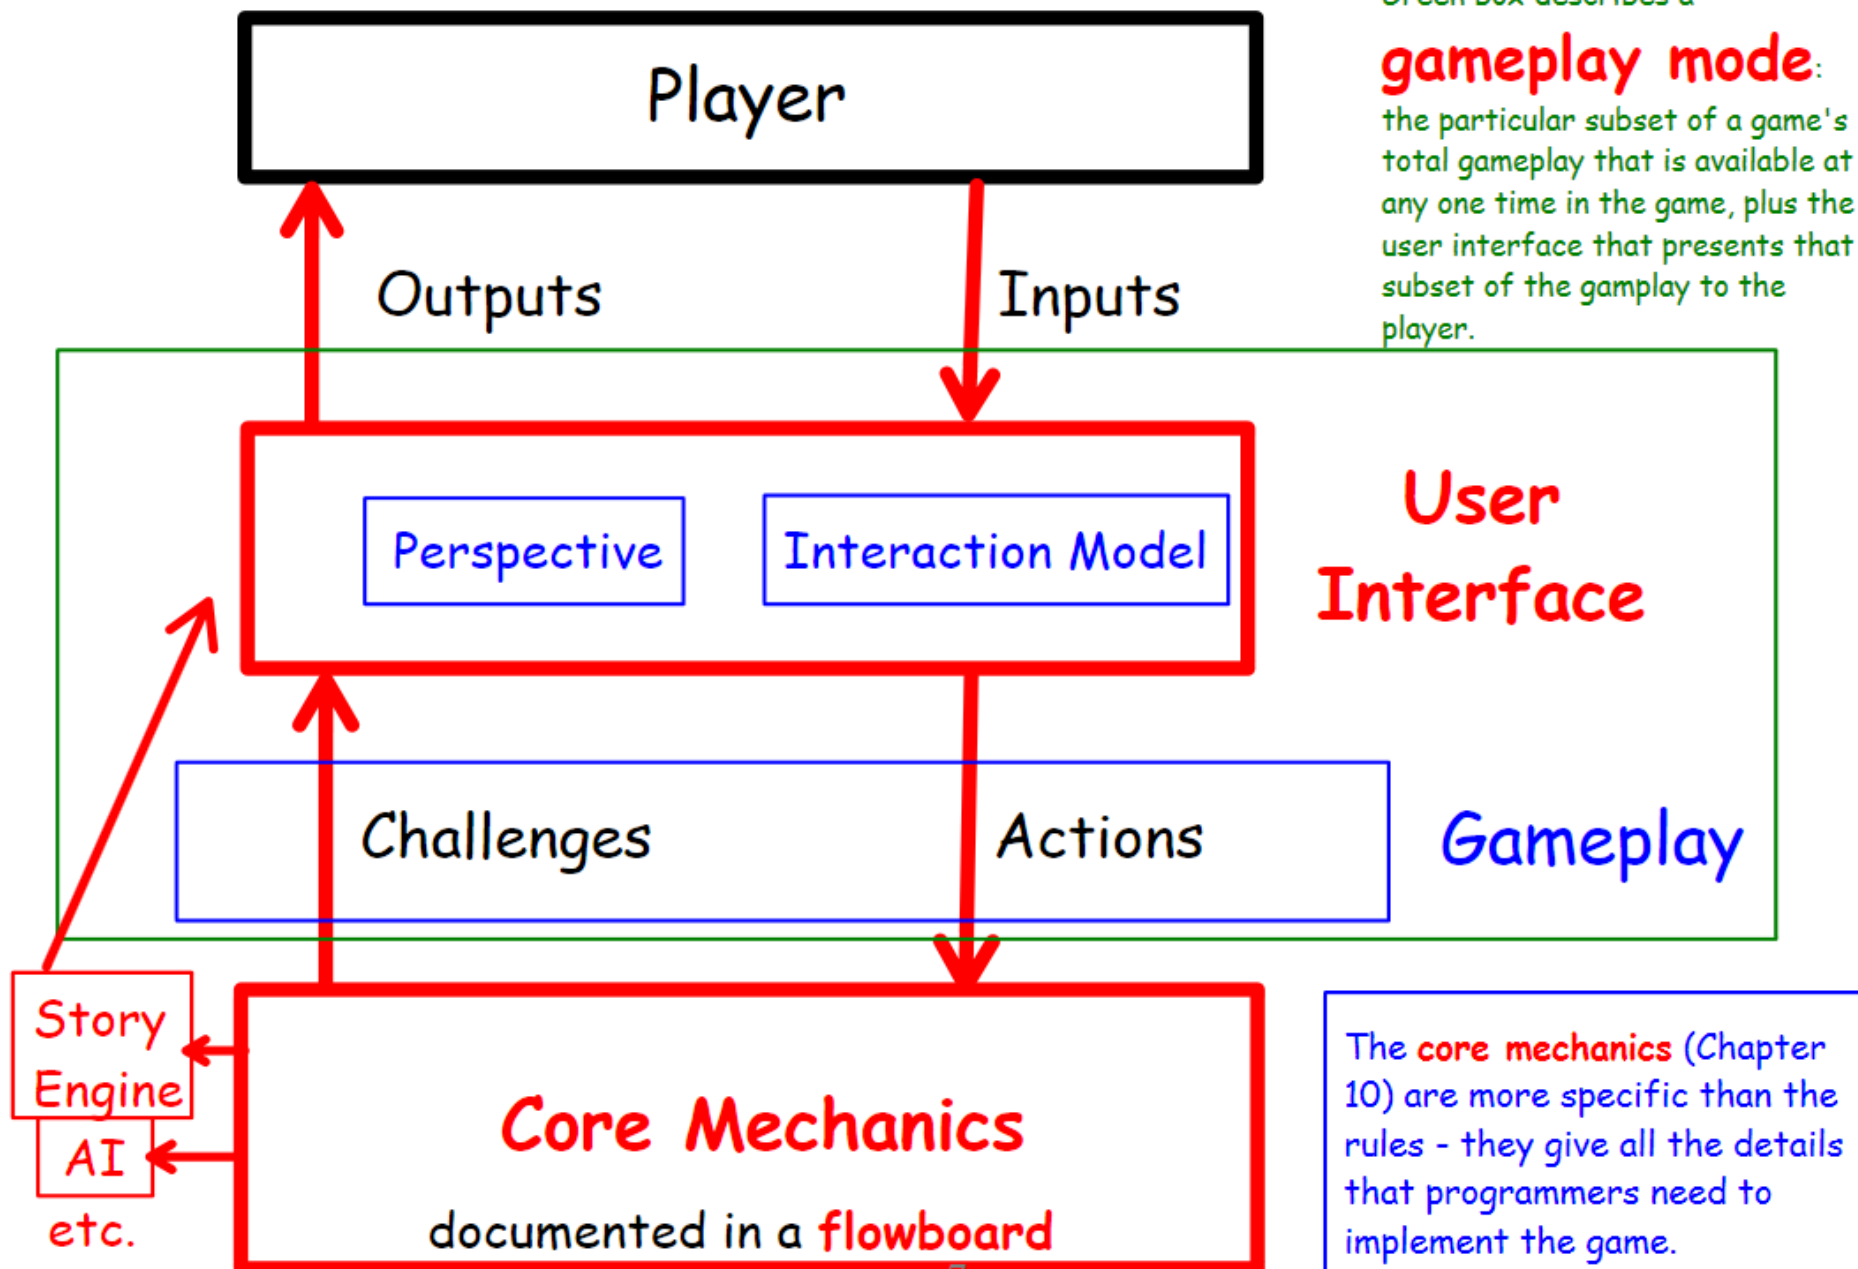 Green box describes a
gameplay mode:
the particular subset of a game's
total gameplay that is available at
any one time in the game, plus the
user interface that presents that
subset of the gamplay to the
player.
Player
Outputs
Inputs
Perspective
Interaction Model
User
Interface
Challenges
Actions
Gameplay
Story
Engine
AI
etc.
Core Mechanics
documented in a flowboard
The core mechanics (Chapter
10) are more specific than the
rules - they give all the details
that programmers need to
implement the game.